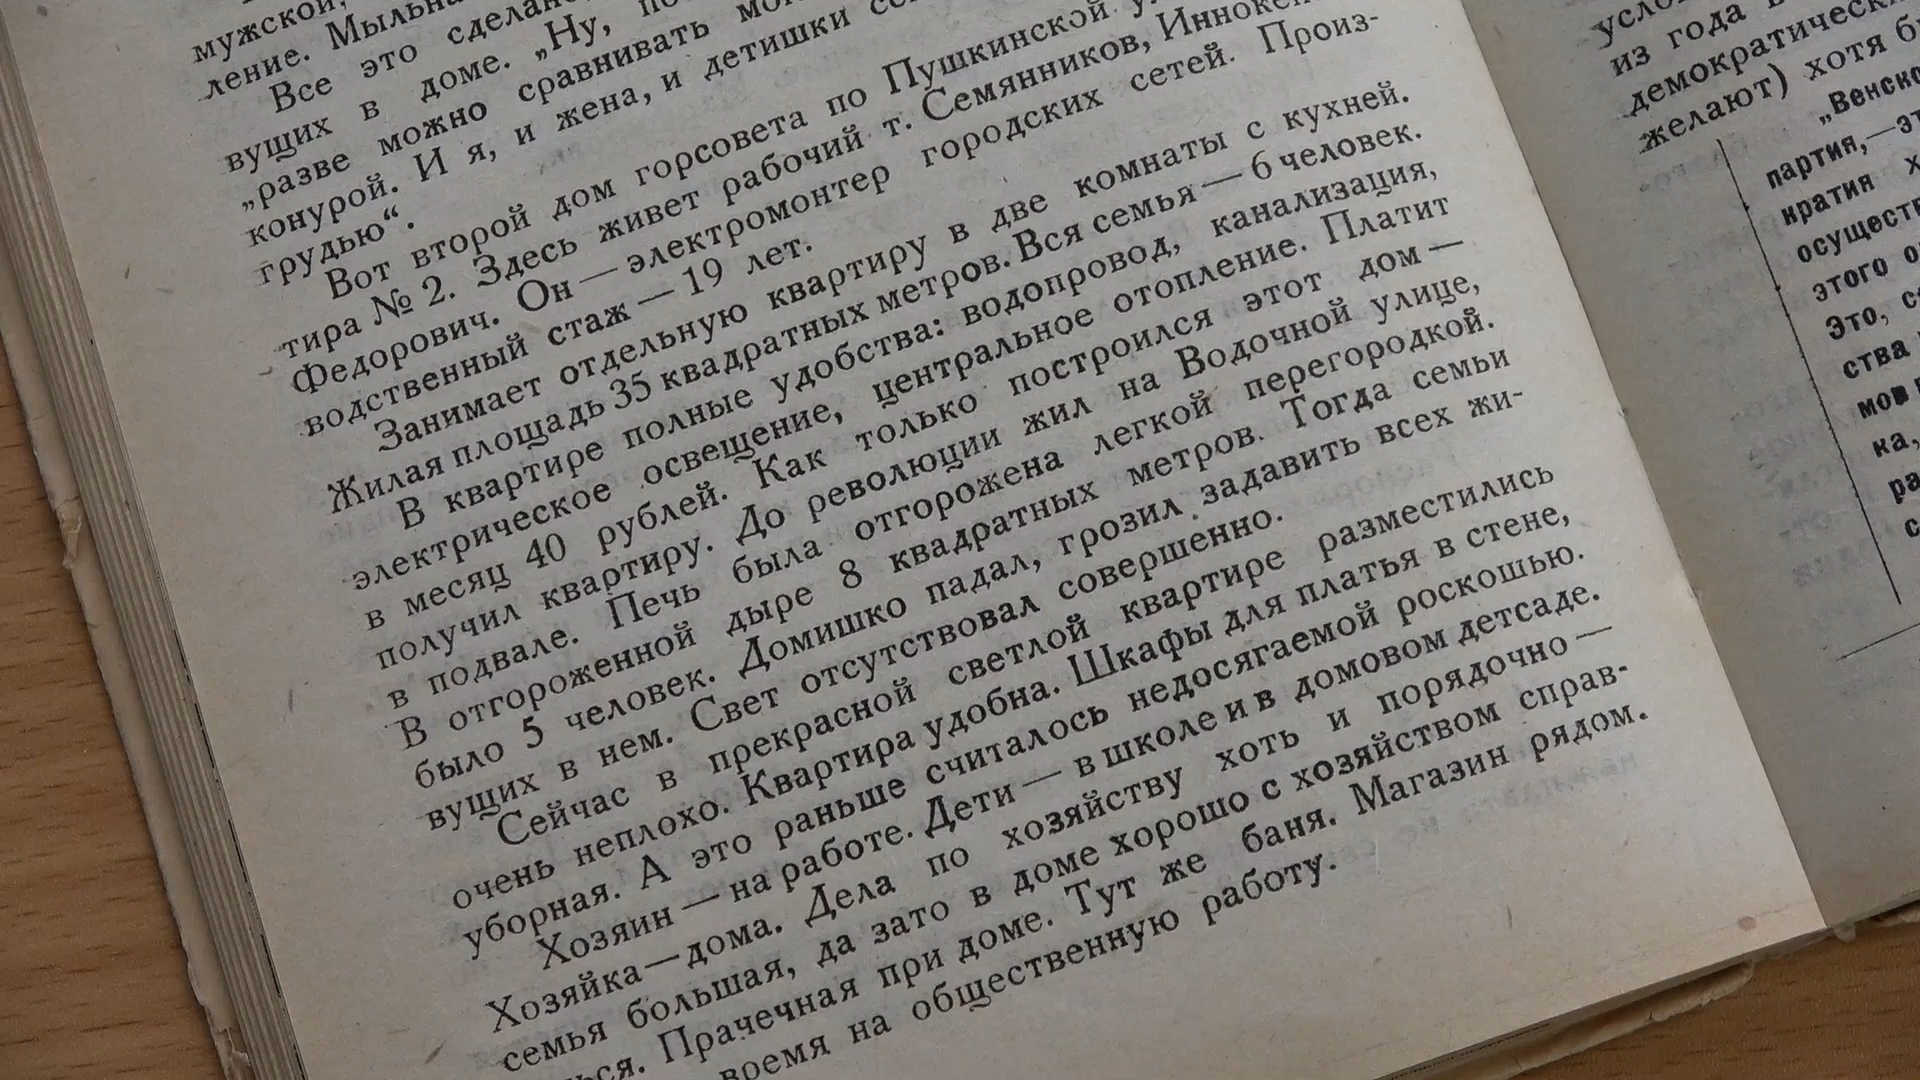 мужской,
ление.
Все это сделано
вущих в доме. „Ну,
„разве можно сравнивать
конурой. И я, и жена, и детишки
грудью“.
Вот второй дом горсовета по Пушкинской
тира № 2. Здесь живет рабочий т. Семянников,
Федорович. Он — электромонтер городских сетей. Произ-
водственный стаж — 19 лет.
Занимает отдельную квартиру в две комнаты с кухней.
Жилая площадь 35 квадратных метров. Вся семья — 6 человек.
В квартире полные удобства: водопровод, канализация,
электрическое освещение, центральное отопление. Платит
в месяц 40 рублей. Как только построился этот дом —
получил квартиру. До революции жил на Водочной улице,
в подвале. Печь была отгорожена легкой перегородкой.
В отгороженной дыре 8 квадратных метров. Тогда семьи
было 5 человек. Домишко падал, грозил задавить всех жи-
вущих в нем. Свет отсутствовал совершенно.
Сейчас в прекрасной светлой квартире разместились
очень неплохо. Квартира удобна. Шкафы для платья в стене,
уборная. А это раньше считалось недосягаемой роскошью.
Хозяин — на работе. Дети — в школе и в домовом детсаде.
Хозяйка — дома. Дела по хозяйству хоть и порядочно —
семья большая, да зато в доме хорошо с хозяйством справ-
Прачечная при доме. Тут же баня. Магазин рядом.
время на общественную работу.
из года
желают) хотя
„Венско
партия,—
кратия
осущест
этого
Это,
ства
ка,